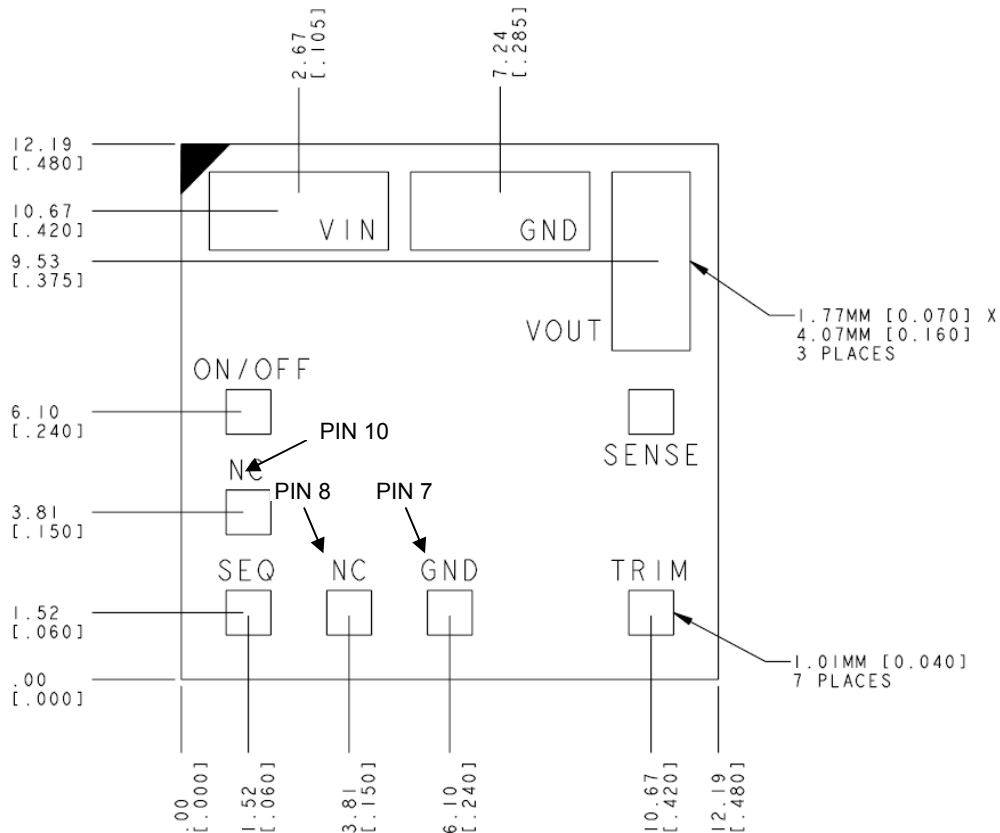 2.67
[.105]
7.24
[.285]
12.19
[.480]
10.67
[.420]
VIN
GND
9.53
[.375]
VOUT
1.77MM [0.070] X
4.07MM [0.160]
3 PLACES
ON/OFF
6.10
[.240]
PIN 10
SENSE
NC
PIN 8
PIN 7
3.81
[.150]
SEQ
NC
GND
TRIM
1.52
[.060]
1.01MM [0.040]
7 PLACES
.00
[.000]
.00
[.000]
1.52
[.060]
3.81
[.150]
6.10
[.240]
10.67
[.420]
12.19
[.480]